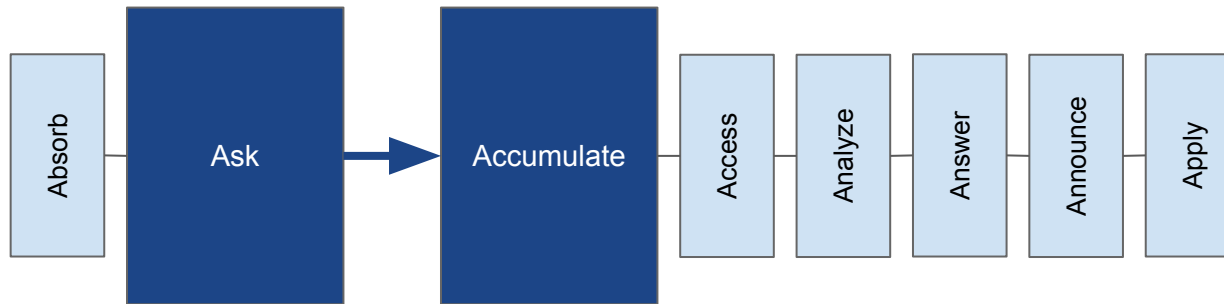 Absorb
Ask
Accumulate
Access
Analyze
Answer
Announce
Apply